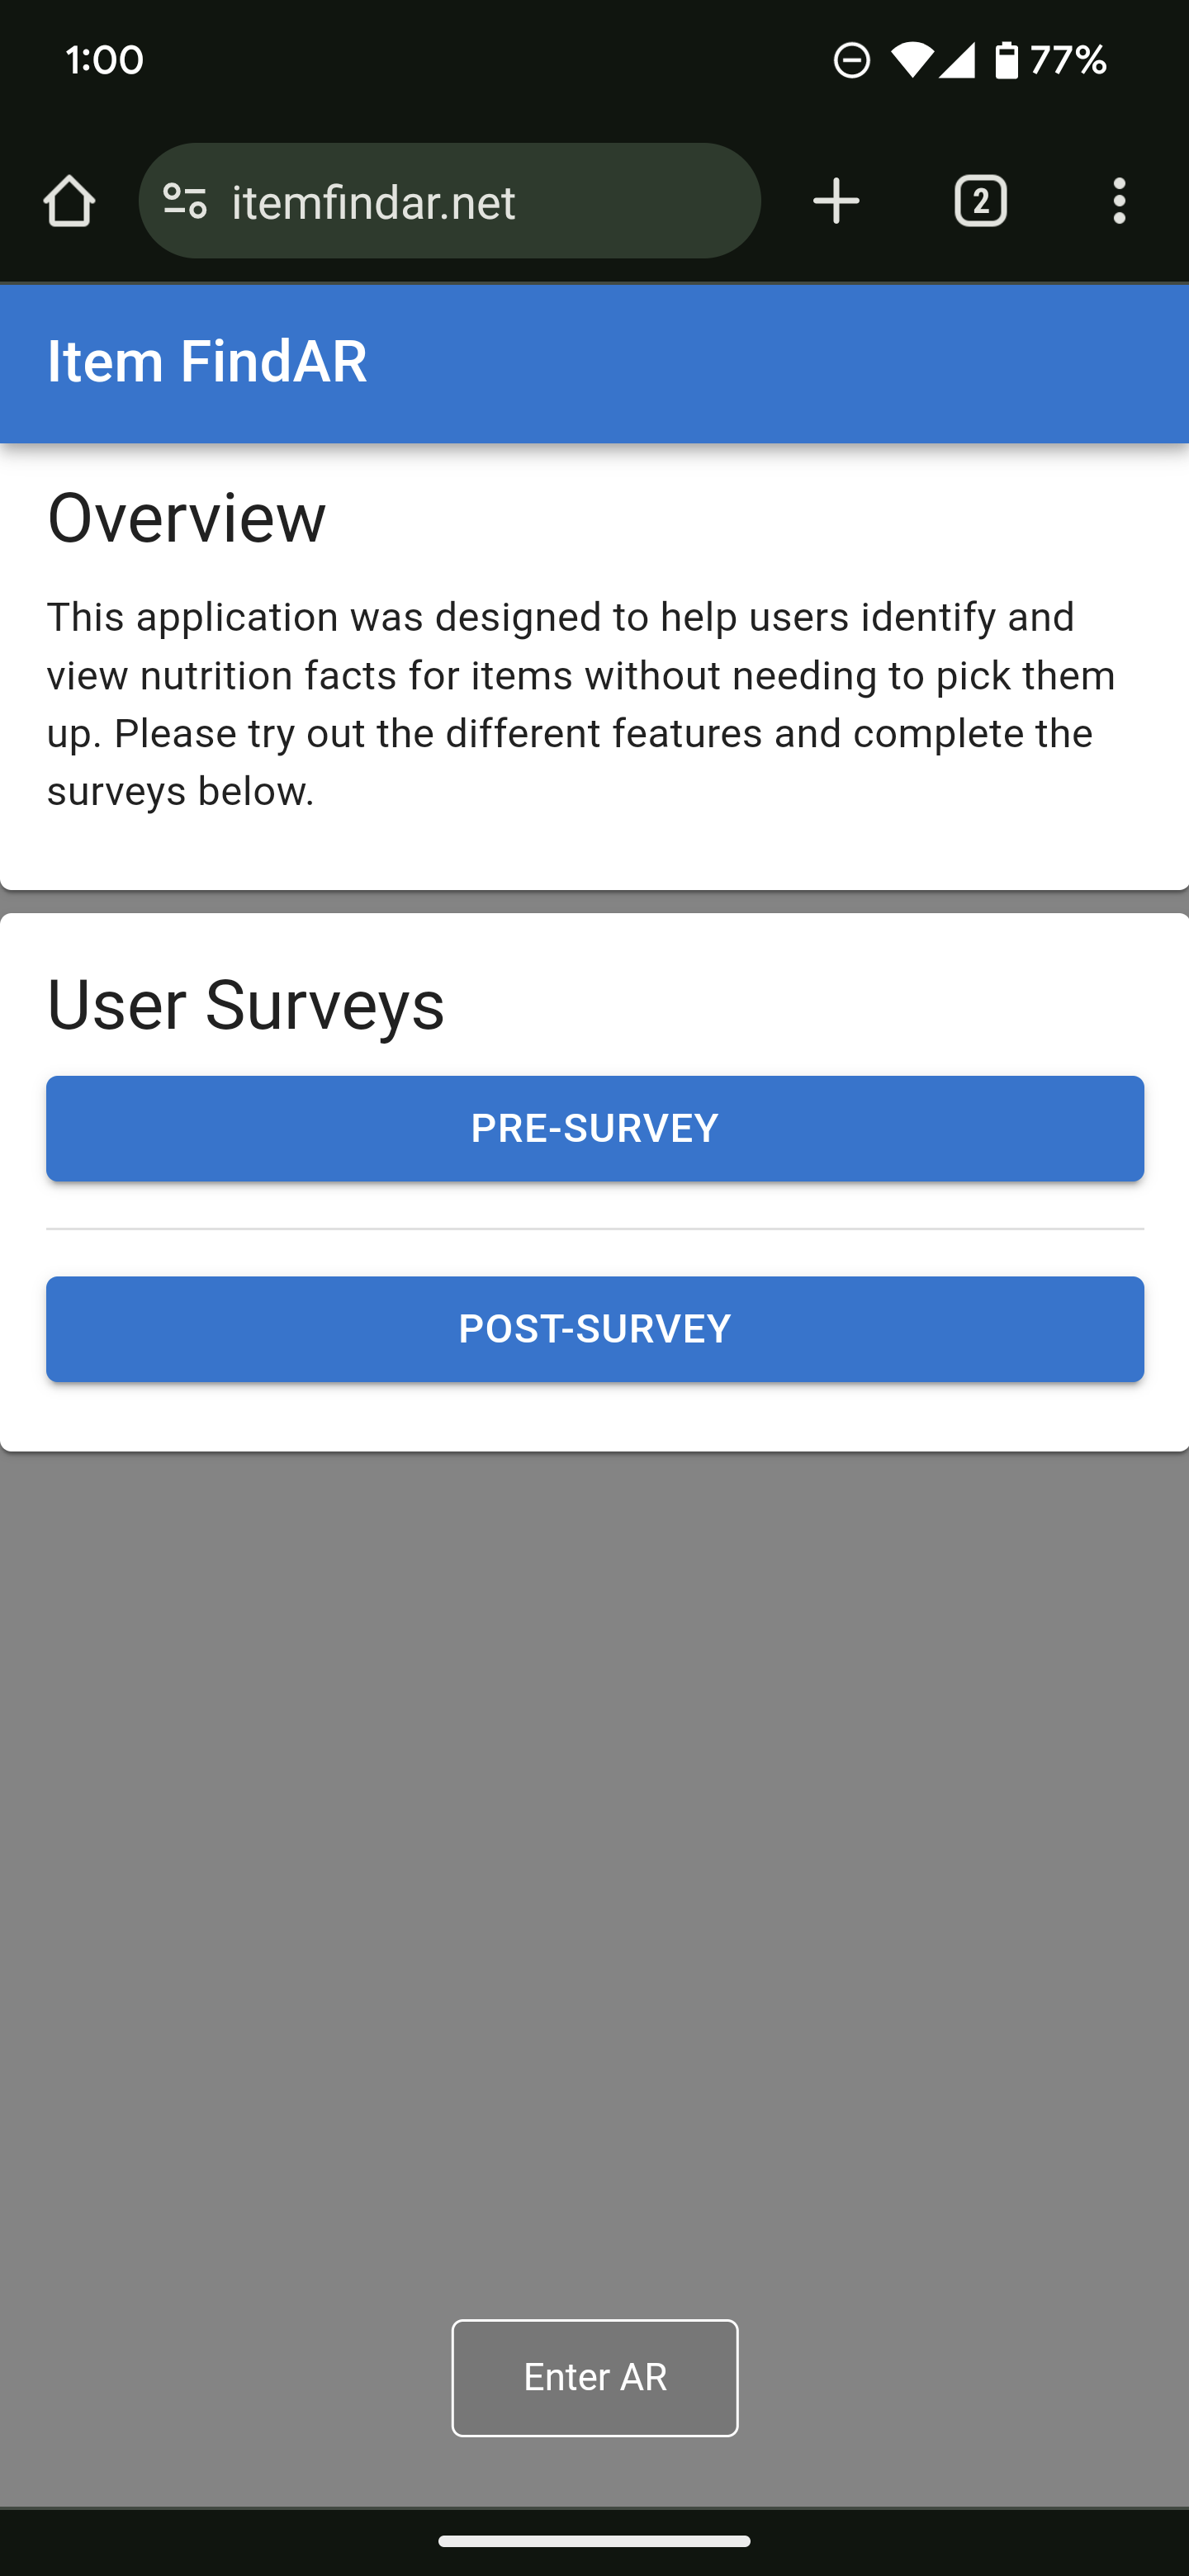 1:00
77%
itemfindar.net
2
Item FindAR
Overview
This application was designed to help users identify and
view nutrition facts for items without needing to pick them
up. Please try out the different features and complete the
surveys below.
User Surveys
PRE-SURVEY
POST-SURVEY
Enter AR